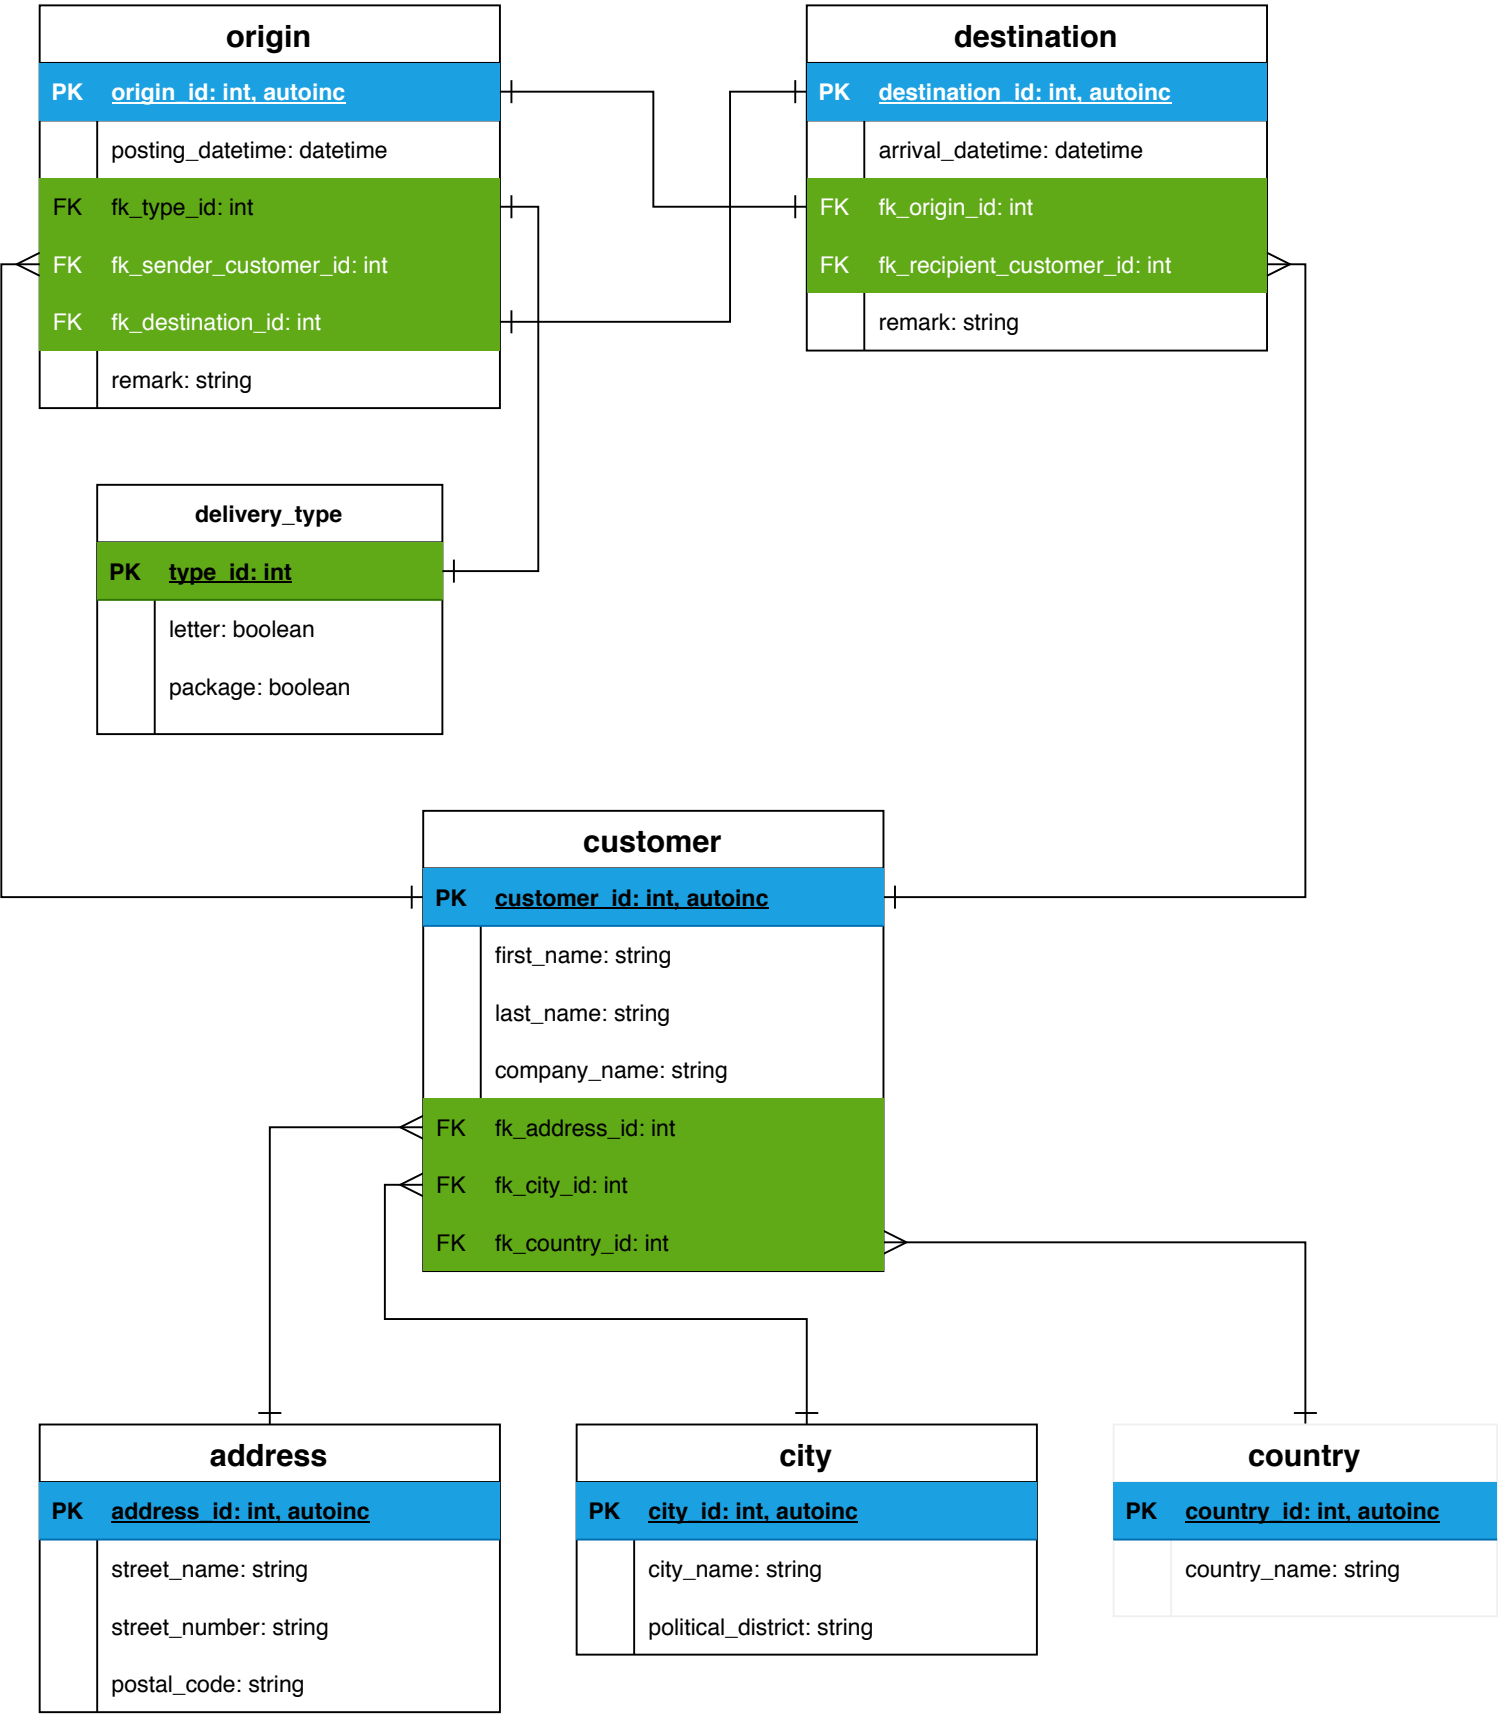 origin
PK origin_id: int, autoinc
posting_datetime: datetime
FK fk_type_id: int
FK fk_sender_customer_id: int
FK fk_destination_id: int
remark: string
destination
PK destination_id: int, autoinc
arrival_datetime: datetime
FK fk_origin_id: int
FK fk_recipient_customer_id: int
remark: string
delivery_type
PK type_id: int
letter: boolean
package: boolean
customer
PK customer_id: int, autoinc
first_name: string
last_name: string
company_name: string
FK fk_address_id: int
FK fk_city_id: int
FK fk_country_id: int
address
PK address_id: int, autoinc
street_name: string
street_number: string
postal_code: string
city
PK city_id: int, autoinc
city_name: string
political_district: string
country
PK country_id: int, autoinc
country_name: string